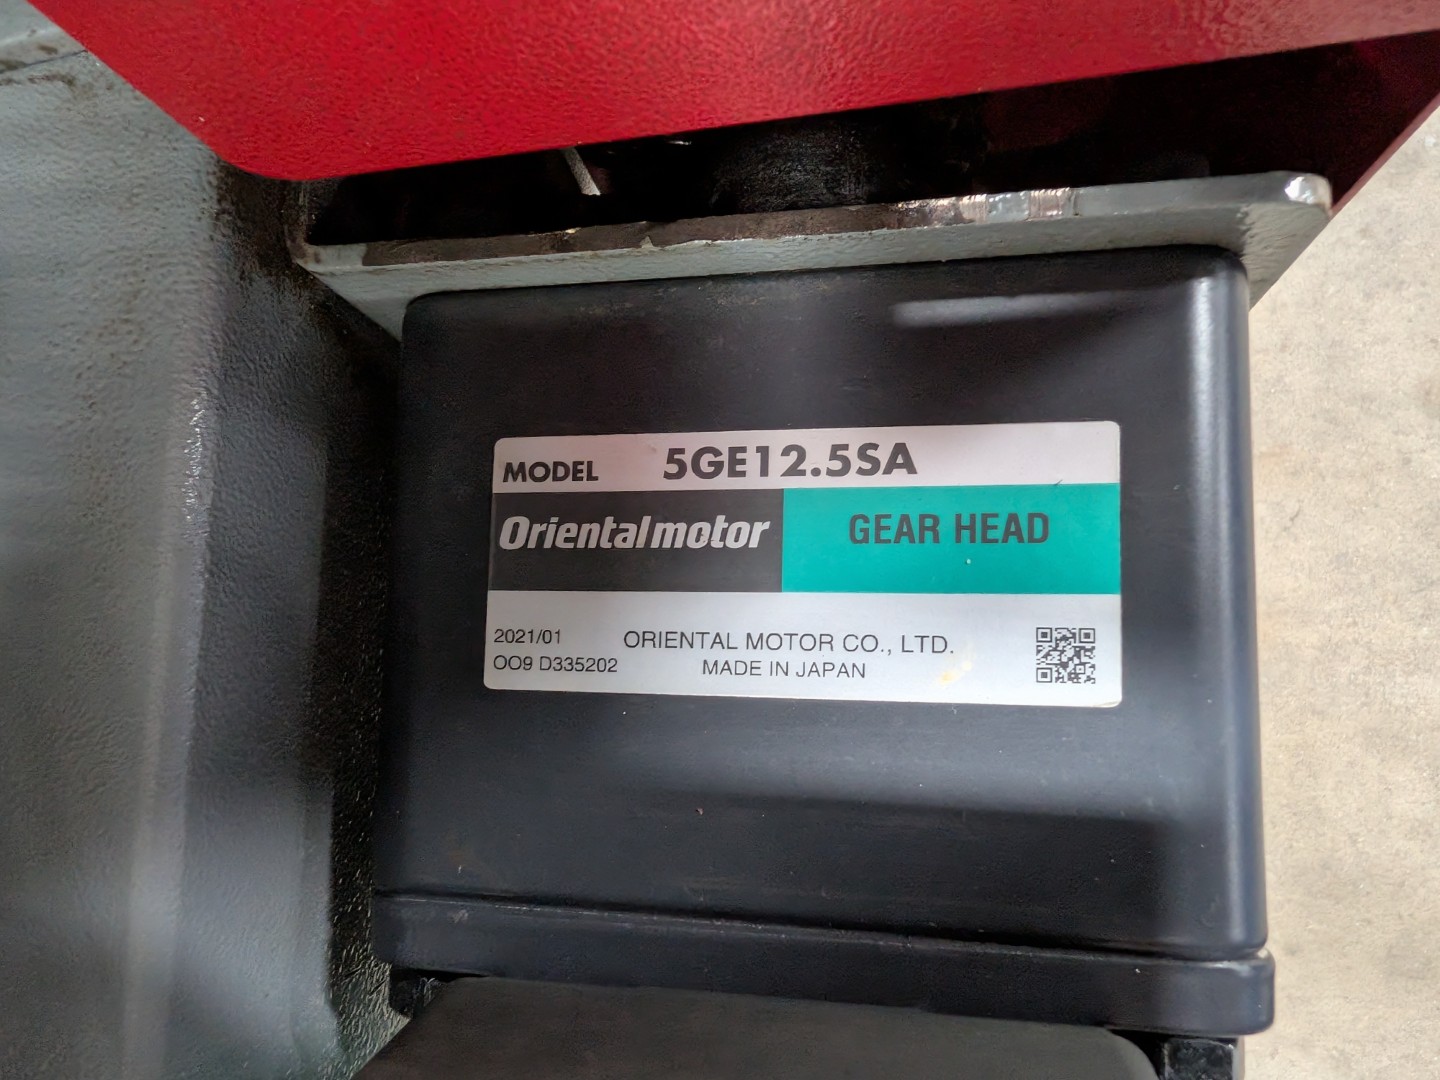 MODEL 5GE12.5SA
Orientalmotor GEAR HEAD
2021/01 ORIENTAL MOTOR CO., LTD.
OO9 D335202 MADE IN JAPAN